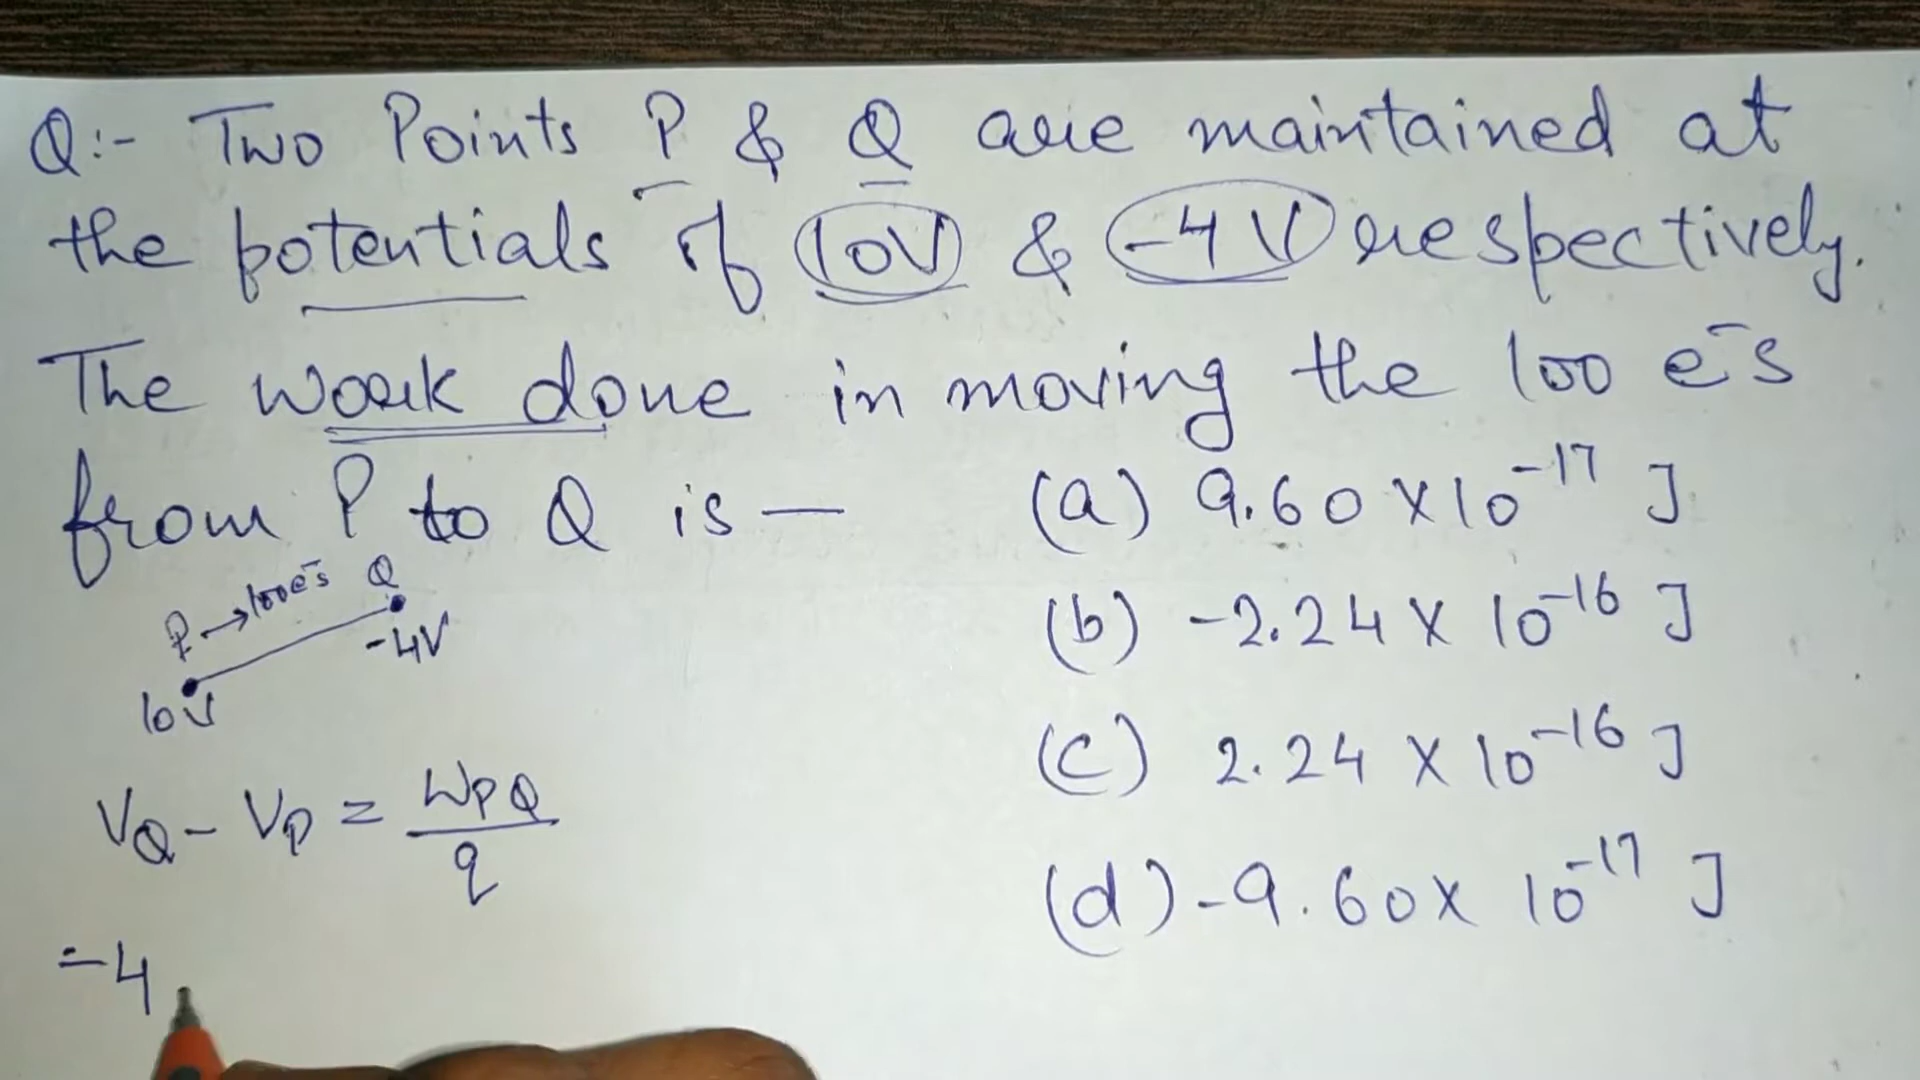 Q:- Two Points P & Q are maintained at
the potentials of 10V & -4V respectively.
The work done in moving the 100 e⁻s
from P to Q is —
(a) 9.60 X 10⁻¹⁷ J
(b) -2.24 X 10⁻¹⁶ J
(c) 2.24 X 10⁻¹⁶ J
(d) -9.60 X 10⁻¹⁷ J
P → 100 e⁻s Q
-4V
10V
V_Q - V_P = W_PQ / q
-4